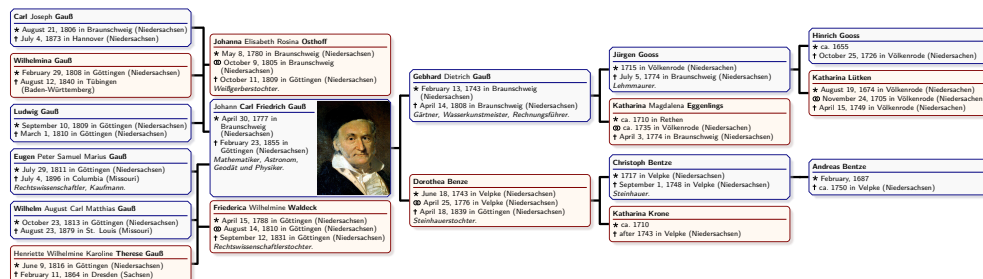 Carl Joseph Gauß
★ August 21, 1806 in Braunschweig (Niedersachsen)
† July 4, 1873 in Hannover (Niedersachsen)
Wilhelmina Gauß
★ February 29, 1808 in Göttingen (Niedersachsen)
† August 12, 1840 in Tübingen
(Baden-Württemberg)
Ludwig Gauß
★ September 10, 1809 in Göttingen (Niedersachsen)
† March 1, 1810 in Göttingen (Niedersachsen)
Eugen Peter Samuel Marius Gauß
★ July 29, 1811 in Göttingen (Niedersachsen)
† July 4, 1896 in Columbia (Missouri)
Rechtswissenschaftler, Kaufmann.
Wilhelm August Carl Matthias Gauß
★ October 23, 1813 in Göttingen (Niedersachsen)
† August 23, 1879 in St. Louis (Missouri)
Henriette Wilhelmine Karoline Therese Gauß
★ June 9, 1816 in Göttingen (Niedersachsen)
† February 11, 1864 in Dresden (Sachsen)
Johanna Elisabeth Rosina Osthoff
★ May 8, 1780 in Braunschweig (Niedersachsen)
⚭ October 9, 1805 in Braunschweig
(Niedersachsen)
† October 11, 1809 in Göttingen (Niedersachsen)
Weißgerberstochter.
Johann Carl Friedrich Gauß
★ April 30, 1777 in
Braunschweig
(Niedersachsen)
† February 23, 1855 in
Göttingen (Niedersachsen)
Mathematiker, Astronom,
Geodät und Physiker.
Friederica Wilhelmine Waldeck
★ April 15, 1788 in Göttingen (Niedersachsen)
⚭ August 14, 1810 in Göttingen (Niedersachsen)
† September 12, 1831 in Göttingen (Niedersachsen)
Rechtswissenschaftlerstochter.
Gebhard Dietrich Gauß
★ February 13, 1743 in Braunschweig
(Niedersachsen)
† April 14, 1808 in Braunschweig (Niedersachsen)
Gärtner, Wasserkunstmeister, Rechnungsführer.
Dorothea Benze
★ June 18, 1743 in Velpke (Niedersachsen)
⚭ April 25, 1776 in Velpke (Niedersachsen)
† April 18, 1839 in Göttingen (Niedersachsen)
Steinhauerstochter.
Jürgen Gooss
★ 1715 in Völkenrode (Niedersachsen)
† July 5, 1774 in Braunschweig (Niedersachsen)
Lehmmaurer.
Katharina Magdalena Eggenlings
★ ca. 1710 in Rethen
⚭ ca. 1735 in Völkenrode (Niedersachsen)
† April 3, 1774 in Braunschweig (Niedersachsen)
Christoph Bentze
★ 1717 in Velpke (Niedersachsen)
† September 1, 1748 in Velpke (Niedersachsen)
Steinhauer.
Katharina Krone
★ ca. 1710
† after 1743 in Velpke (Niedersachsen)
Hinrich Gooss
★ ca. 1655
† October 25, 1726 in Völkenrode (Niedersachsen)
Katharina Lütken
★ August 19, 1674 in Völkenrode (Niedersachsen)
⚭ November 24, 1705 in Völkenrode (Niedersachsen)
† April 15, 1749 in Völkenrode (Niedersachsen)
Andreas Bentze
★ February, 1687
† ca. 1750 in Velpke (Niedersachsen)